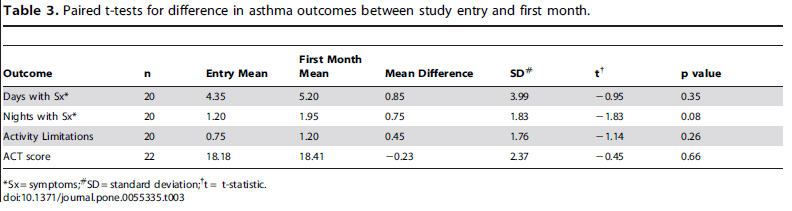 Table 3. Paired t-tests for difference in asthma outcomes between study entry and first month.
Outcome n Entry Mean First Month Mean Mean Difference SD# t† p value
Days with Sx* 20 4.35 5.20 0.85 3.99 −0.95 0.35
Nights with Sx* 20 1.20 1.95 0.75 1.83 −1.83 0.08
Activity Limitations 20 0.75 1.20 0.45 1.76 −1.14 0.26
ACT score 22 18.18 18.41 −0.23 2.37 −0.45 0.66
*Sx= symptoms;#SD= standard deviation;†t = t-statistic.
doi:10.1371/journal.pone.0055335.t003